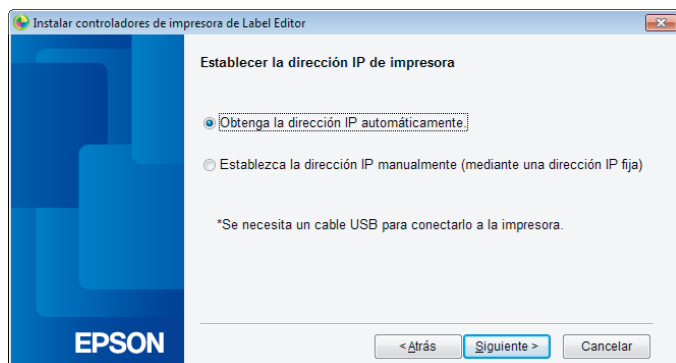 Instalar controladores de impresora de Label Editor
Establecer la dirección IP de impresora
Obtenga la dirección IP automáticamente.
Establezca la dirección IP manualmente (mediante una dirección IP fija)
*Se necesita un cable USB para conectarlo a la impresora.
EPSON
< Atrás
Siguiente >
Cancelar